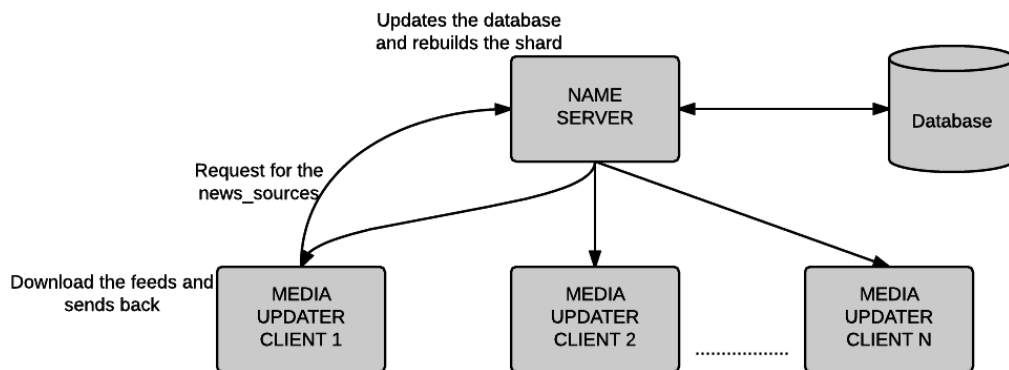 Updates the database
and rebuilds the shard
NAME
SERVER
Database
Request for the
news_sources
Download the feeds and
sends back
MEDIA
UPDATER
CLIENT 1
MEDIA
UPDATER
CLIENT 2
...................
MEDIA
UPDATER
CLIENT N